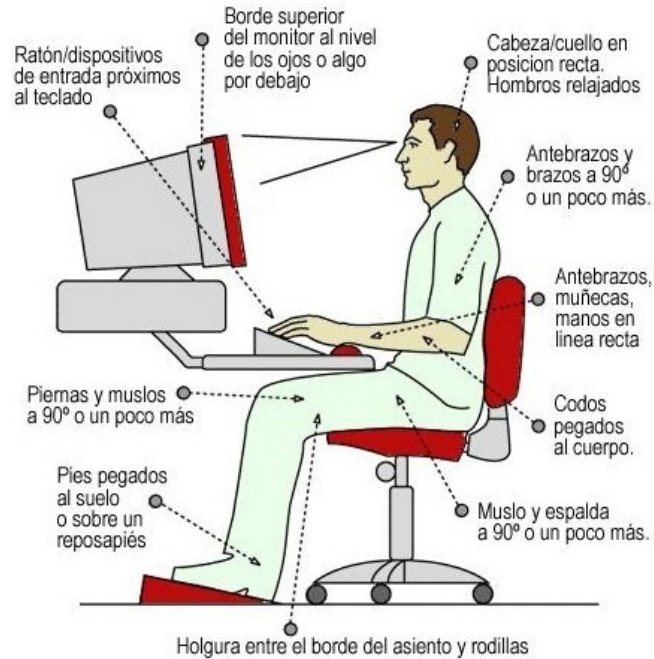 Borde superior
del monitor al nivel
de los ojos o algo
por debajo
Ratón/dispositivos
de entrada próximos
al teclado
Cabeza/cuello en
posicion recta.
Hombros relajados
Antebrazos y
brazos a 90º
o un poco más.
Antebrazos,
muñecas,
manos en
linea recta
Piernas y muslos
a 90º o un poco más
Codos
pegados
al cuerpo.
Pies pegados
al suelo
o sobre un
reposapiés
Muslo y espalda
a 90º o un poco más.
Holgura entre el borde del asiento y rodillas